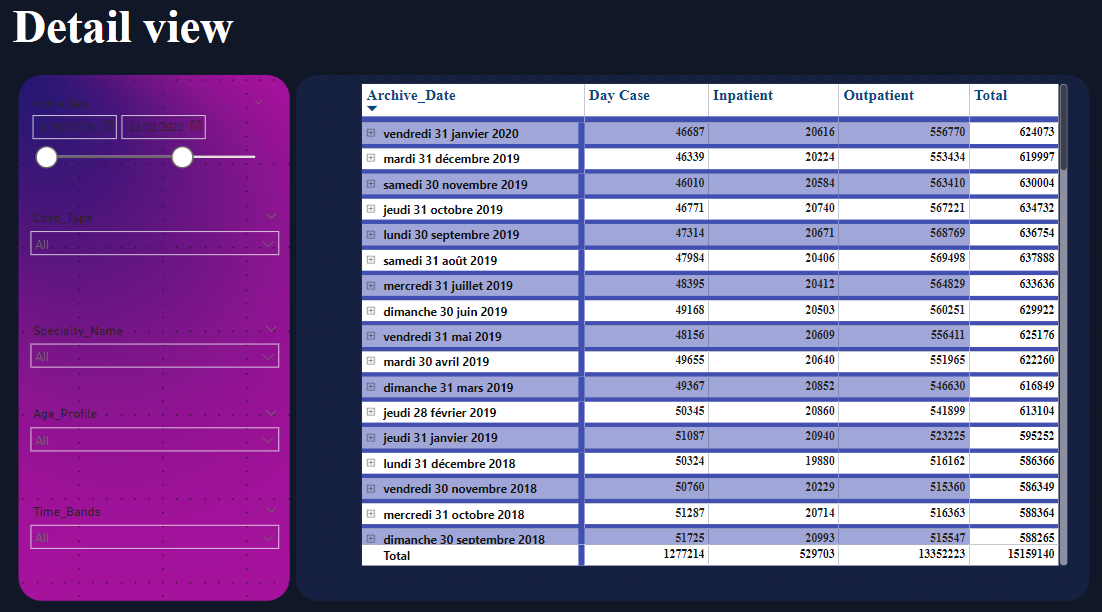 Detail view
Archive_Date
22/02/2020
Case_Type
All
Specialty_Name
All
Age_Profile
All
Time_Bands
All
Archive_Date Day Case Inpatient Outpatient Total
vendredi 31 janvier 2020 46687 20616 556770 624073
mardi 31 décembre 2019 46339 20224 553434 619997
samedi 30 novembre 2019 46010 20584 563410 630004
jeudi 31 octobre 2019 46771 20740 567221 634732
lundi 30 septembre 2019 47314 20671 568769 636754
samedi 31 août 2019 47984 20406 569498 637888
mercredi 31 juillet 2019 48395 20412 564829 633636
dimanche 30 juin 2019 49168 20503 560251 629922
vendredi 31 mai 2019 48156 20609 556411 625176
mardi 30 avril 2019 49655 20640 551965 622260
dimanche 31 mars 2019 49367 20852 546630 616849
jeudi 28 février 2019 50345 20860 541899 613104
jeudi 31 janvier 2019 51087 20940 523225 595252
lundi 31 décembre 2018 50324 19880 516162 586366
vendredi 30 novembre 2018 50760 20229 515360 586349
mercredi 31 octobre 2018 51287 20714 516363 588364
dimanche 30 septembre 2018 51725 20993 515547 588265
Total 1277214 529703 13352223 15159140